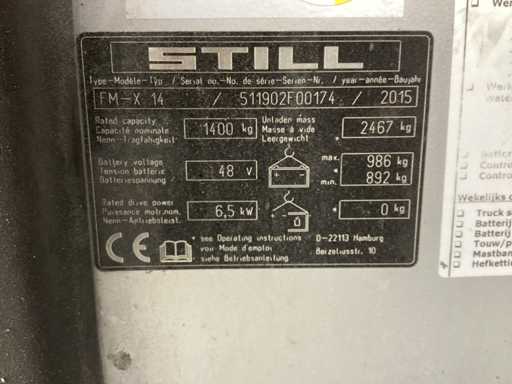 STILL
Type-Modèle-Typ / Serial no.-No. de série-Serien-Nr. / year-année-Baujahr
FM-X 14 / 511902F00174 / 2015
Rated capacity
Capacité nominale
Nenn-Tragfähigkeit
1400 kg
Unladen mass
Masse à vide
Leergewicht
* 2467 kg
Battery voltage
Tension batterie
Batteriespannung
48 V
max. 986 kg
* min. 892 kg
Rated drive power
Puissance motr.nom.
Nenn-Antriebsleist.
6,5 kW
* 0 kg
CE
* see Operating instructions
voir Mode d'emploi
siehe Betriebsanleitung
D-22113 Hamburg
Berzeliusstr. 10
Wekelijks
Truck
Batterij
Batterij
Touw/
Mastban
Hefketti